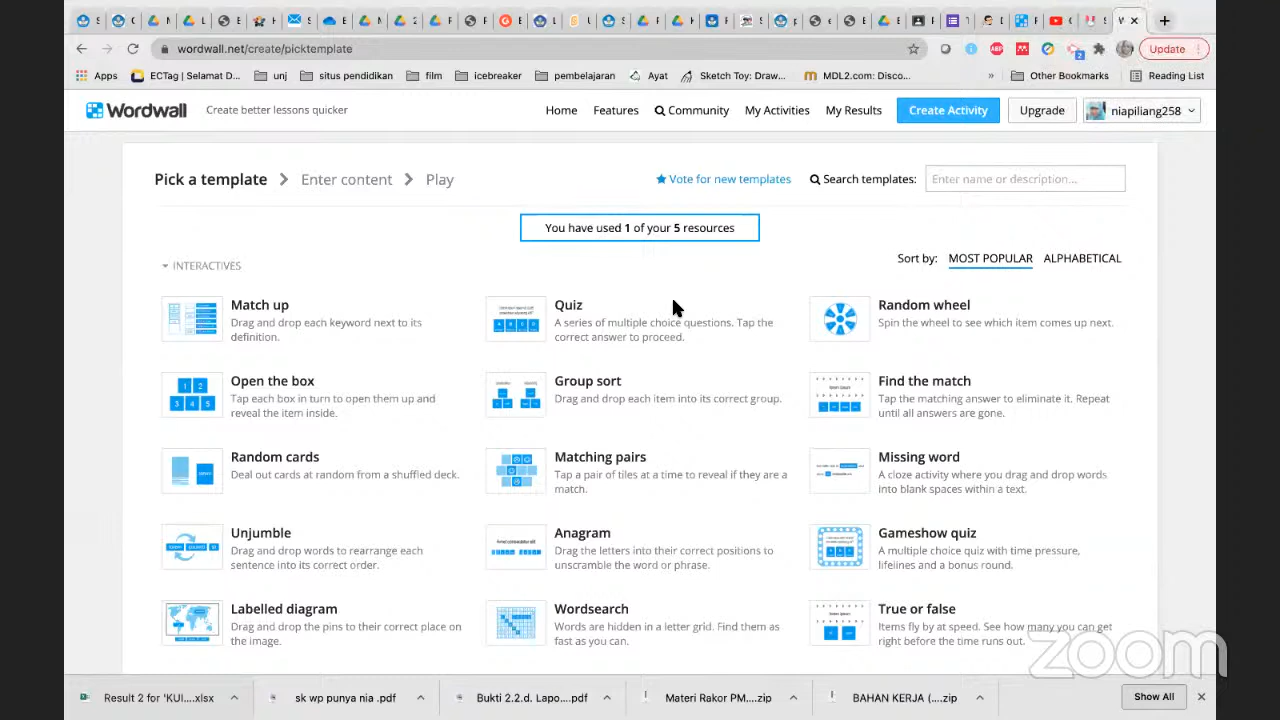 wordwall.net/create/picktemplate
Update
Apps
ECTag | Selamat D...
unj
situs pendidikan
film
icebreaker
pembelajaran
Ayat
Sketch Toy: Draw...
MDL2.com: Disco...
»
Other Bookmarks
Reading List
Wordwall
Create better lessons quicker
Home
Features
Community
My Activities
My Results
Create Activity
Upgrade
niapiliang258
Pick a template
Enter content
Play
Vote for new templates
Search templates:
Enter name or description...
You have used 1 of your 5 resources
INTERACTIVES
Sort by: MOST POPULAR ALPHABETICAL
Match up
Drag and drop each keyword next to its
definition.
Quiz
A series of multiple choice questions. Tap the
correct answer to proceed.
Random wheel
Spin the wheel to see which item comes up next.
Open the box
Tap each box in turn to open them up and
reveal the item inside.
Group sort
Drag and drop each item into its correct group.
Find the match
Tap the matching answer to eliminate it. Repeat
until all answers are gone.
Random cards
Deal out cards at random from a shuffled deck.
Matching pairs
Tap a pair of tiles at a time to reveal if they are a
match.
Missing word
A cloze activity where you drag and drop words
into blank spaces within a text.
Unjumble
Drag and drop words to rearrange each
sentence into its correct order.
Anagram
Drag the letters into their correct positions to
unscramble the word or phrase.
Gameshow quiz
A multiple choice quiz with time pressure,
lifelines and a bonus round.
Labelled diagram
Drag and drop the pins to their correct place on
the image.
Wordsearch
Words are hidden in a letter grid. Find them as
fast as you can.
True or false
Items fly by at speed. See how many you can get
right before the time runs out.
zoom
Result 2 for 'KUI....xlsx
sk wp punya nia .pdf
Bukti 2.2.d. Lapo....pdf
Materi Rakor PM....zip
BAHAN KERJA (....zip
Show All